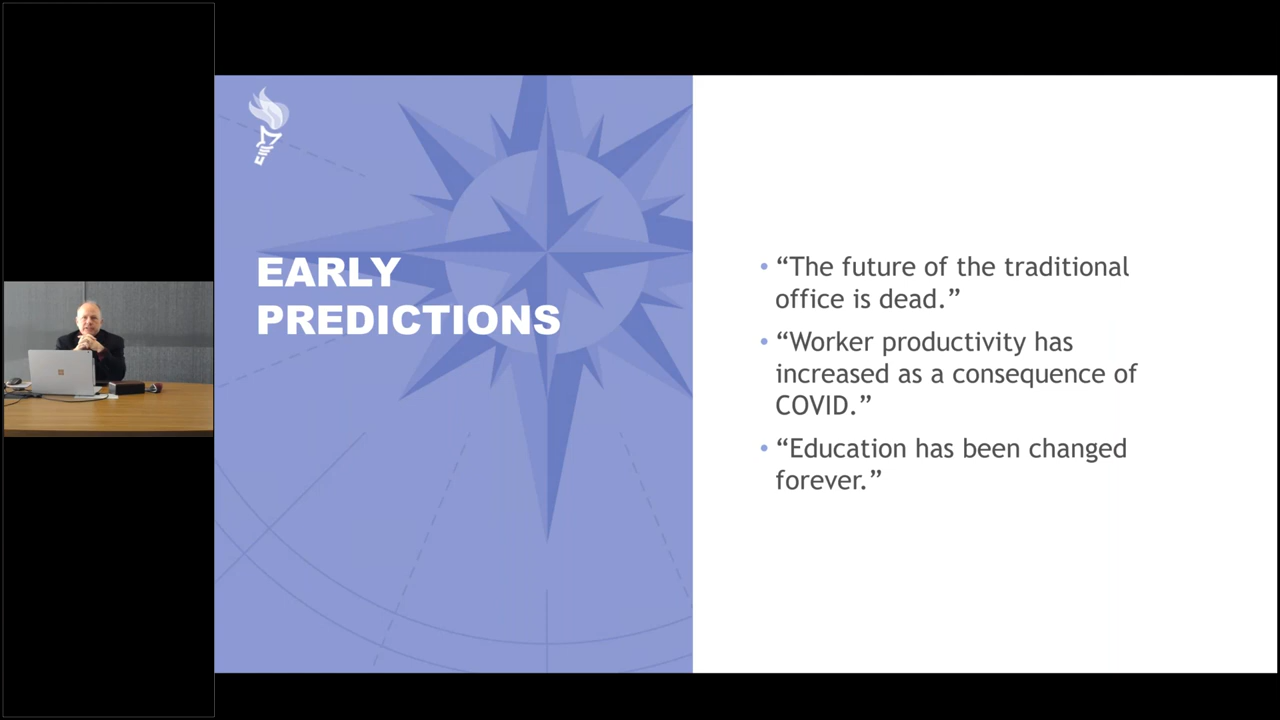 EARLY
PREDICTIONS
• “The future of the traditional
office is dead.”
• “Worker productivity has
increased as a consequence of
COVID.”
• “Education has been changed
forever.”